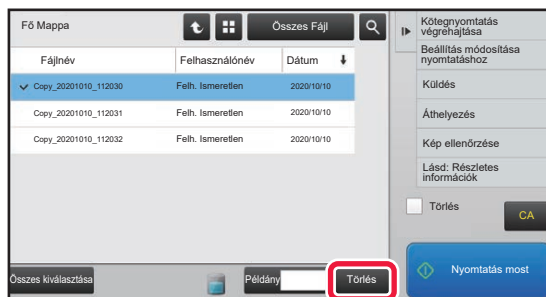 Fő Mappa
Összes Fájl
Fájlnév Felhasználónév Dátum
Copy_20201010_112030 Felh. Ismeretlen 2020/10/10
Copy_20201010_112031 Felh. Ismeretlen 2020/10/10
Copy_20201010_112032 Felh. Ismeretlen 2020/10/10
Összes kiválasztása
Példány
Törlés
Kötegnyomtatás
végrehajtása
Beállítás módosítása
nyomtatáshoz
Küldés
Áthelyezés
Kép ellenőrzése
Lásd: Részletes
információk
Törlés
CA
Nyomtatás most